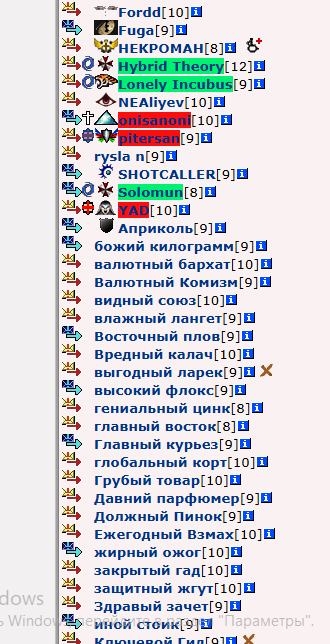 Fordd[10]
Fuga[9]
НЕКРОМАН[8]
Hybrid Theory[12]
Lonely Incubus[9]
NEAliyev[10]
onisanoni[10]
pitersan[9]
rysla n[9]
SHOTCALLER[9]
Solomun[8]
YAD[10]
Априколь[9]
божий килограмм[9]
валютный бархат[10]
Валютный Комизм[9]
видный союз[10]
влажный лангет[9]
Восточный плов[9]
Вредный калач[10]
выгодный ларек[9]
высокий флокс[9]
гениальный цинк[8]
главный восток[8]
Главный курьез[9]
глобальный корт[10]
Грубый товар[10]
Давний парфюмер[9]
Должный Пинок[9]
Ежегодный Взмах[10]
жирный ожог[10]
закрытый гад[10]
защитный жгут[10]
Здравый зачет[9]
dows
иной стоик[9]
ь Window перейдите в раздел "Параметры".
Ключевой Гид[9]